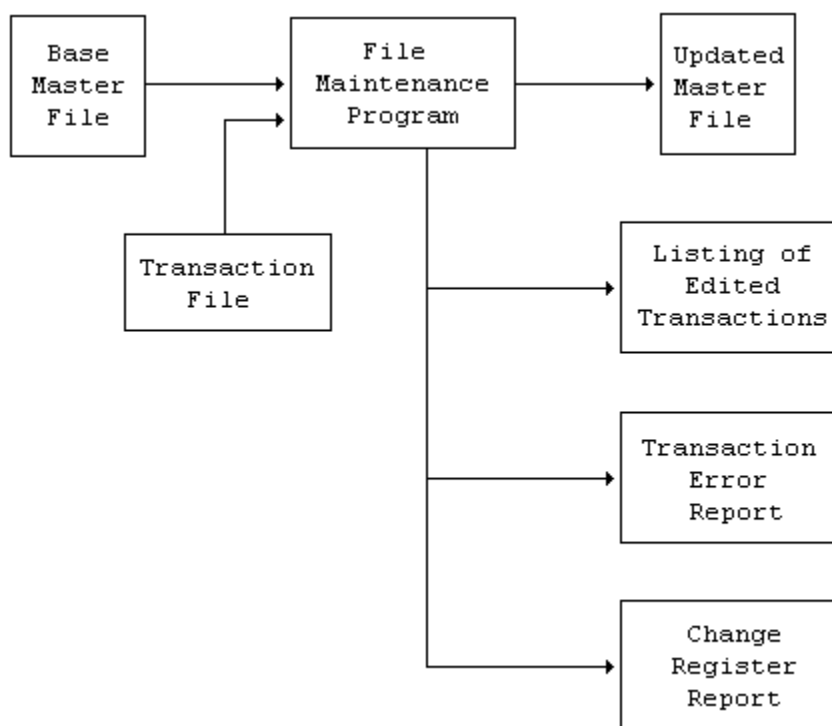 Base
Master
File
File
Maintenance
Program
Updated
Master
File
Transaction
File
Listing of
Edited
Transactions
Transaction
Error
Report
Change
Register
Report